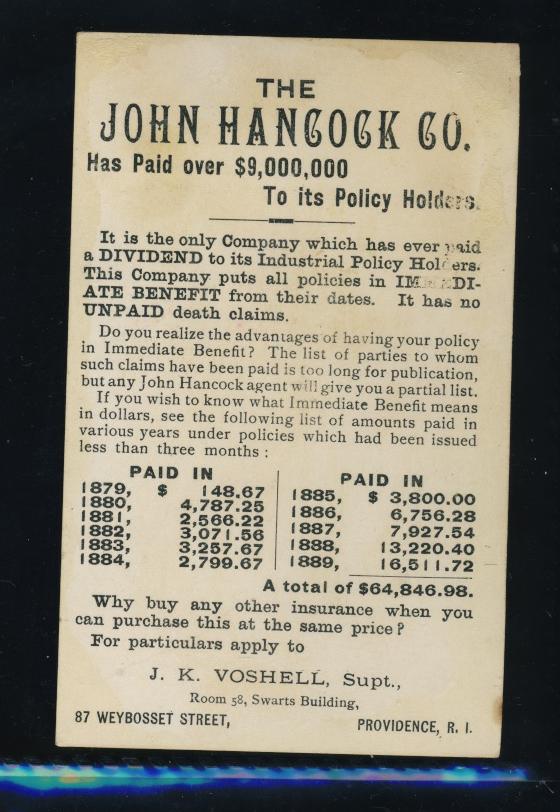 THE
JOHN HANCOCK CO.
Has Paid over $9,000,000
To its Policy Holders.
It is the only Company which has ever paid
a DIVIDEND to its Industrial Policy Holders.
This Company puts all policies in IMMEDI-
ATE BENEFIT from their dates. It has no
UNPAID death claims.
Do you realize the advantages of having your policy
in Immediate Benefit? The list of parties to whom
such claims have been paid is too long for publication,
but any John Hancock agent will give you a partial list.
If you wish to know what Immediate Benefit means
in dollars, see the following list of amounts paid in
various years under policies which had been issued
less than three months:
PAID IN
1879, $ 148.67
1880, 4,787.25
1881, 2,566.22
1882, 3,071.56
1883, 3,257.67
1884, 2,799.67
PAID IN
1885, $ 3,800.00
1886, 6,756.28
1887, 7,927.54
1888, 13,220.40
1889, 16,511.72
A total of $64,846.98.
Why buy any other insurance when you
can purchase this at the same price?
For particulars apply to
J. K. VOSHELL, Supt.,
Room 58, Swarts Building,
87 WEYBOSSET STREET, PROVIDENCE, R. I.